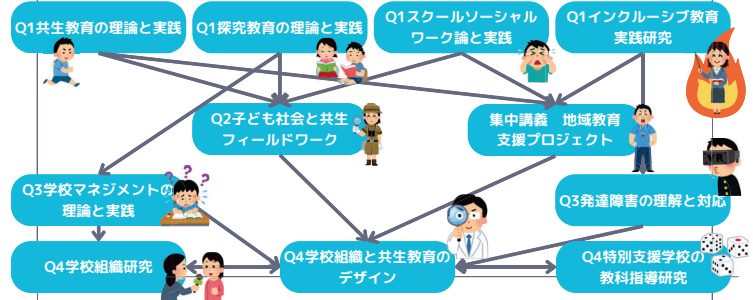 Q1共生教育の理論と実践
Q1探究教育の理論と実践
Q1スクールソーシャル
ワーク論と実践
Q1インクルーシブ教育
実践研究
Q2子ども社会と共生
フィールドワーク
集中講義　地域教育
支援プロジェクト
VR
Q3学校マネジメントの
理論と実践
Q3発達障害の理解と対応
Q4学校組織研究
Q4学校組織と共生教育の
デザイン
Q4特別支援学校の
教科指導研究